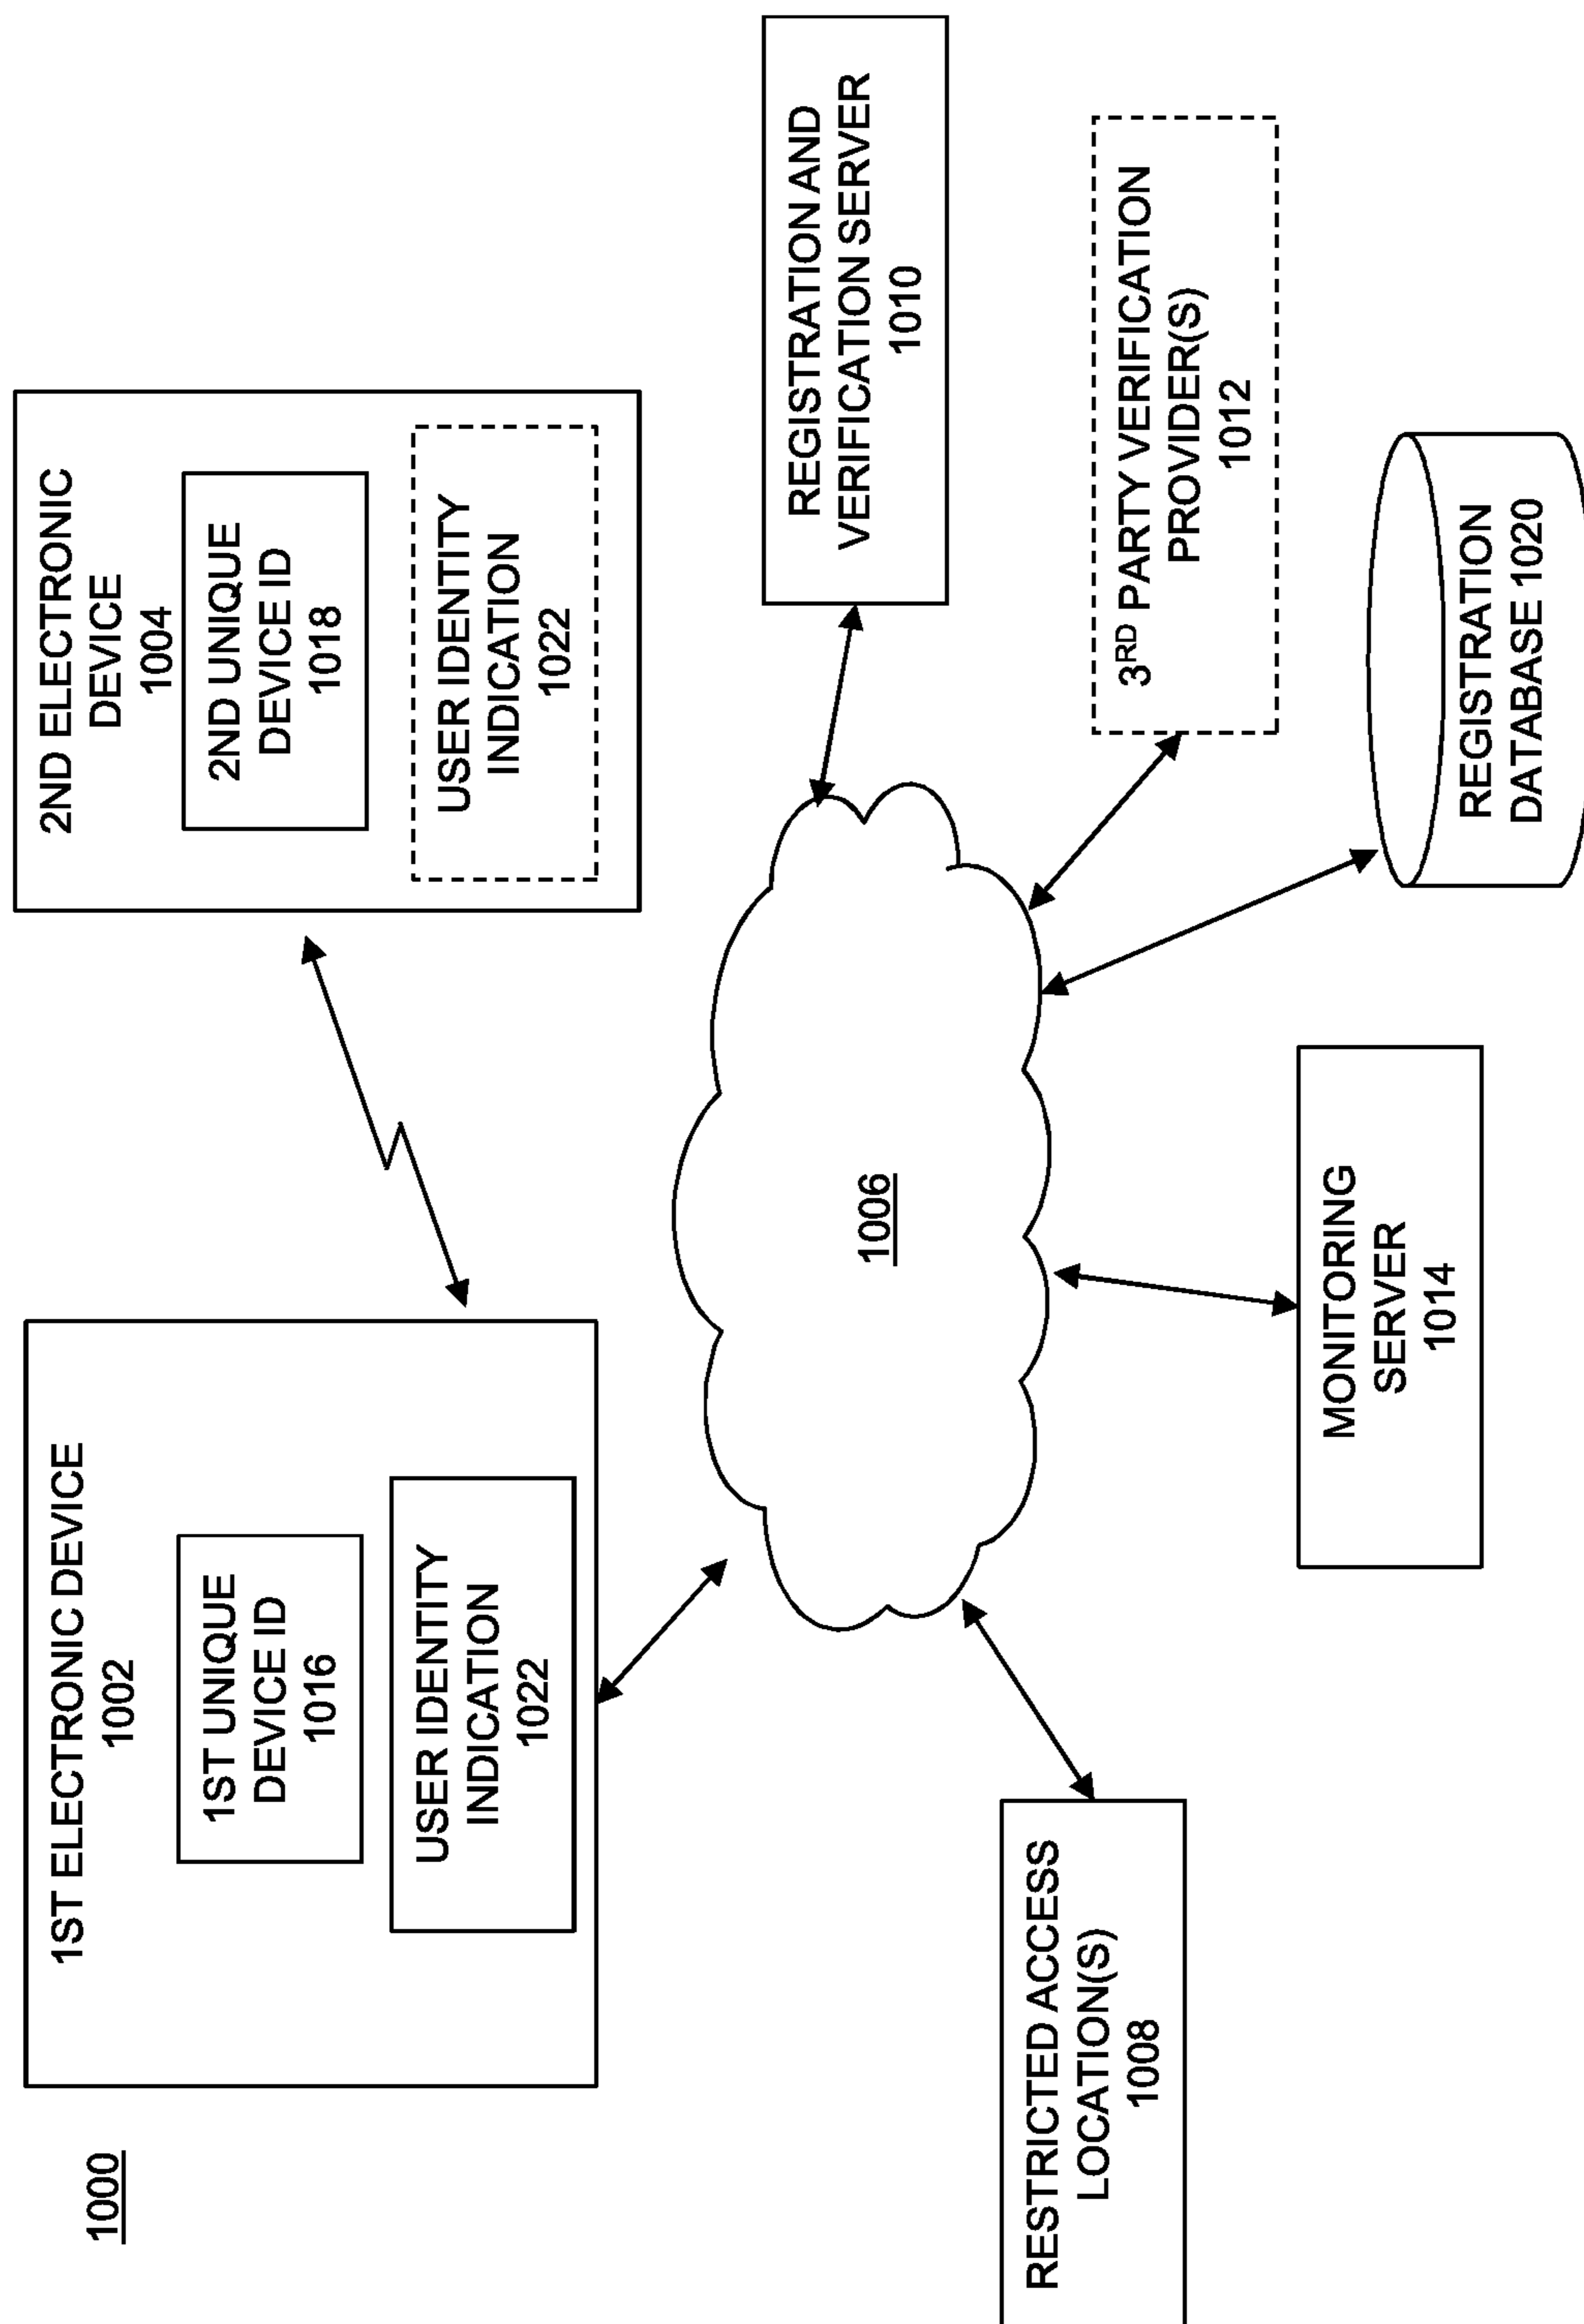 1000
1ST ELECTRONIC DEVICE
1002
1ST UNIQUE
DEVICE ID
1016
USER IDENTITY
INDICATION
1022
2ND ELECTRONIC
DEVICE
1004
2ND UNIQUE
DEVICE ID
1018
USER IDENTITY
INDICATION
1022
1006
REGISTRATION AND
VERIFICATION SERVER
1010
RESTRICTED ACCESS
LOCATION(S)
1008
MONITORING
SERVER
1014
3RD PARTY VERIFICATION
PROVIDER(S)
1012
REGISTRATION
DATABASE 1020